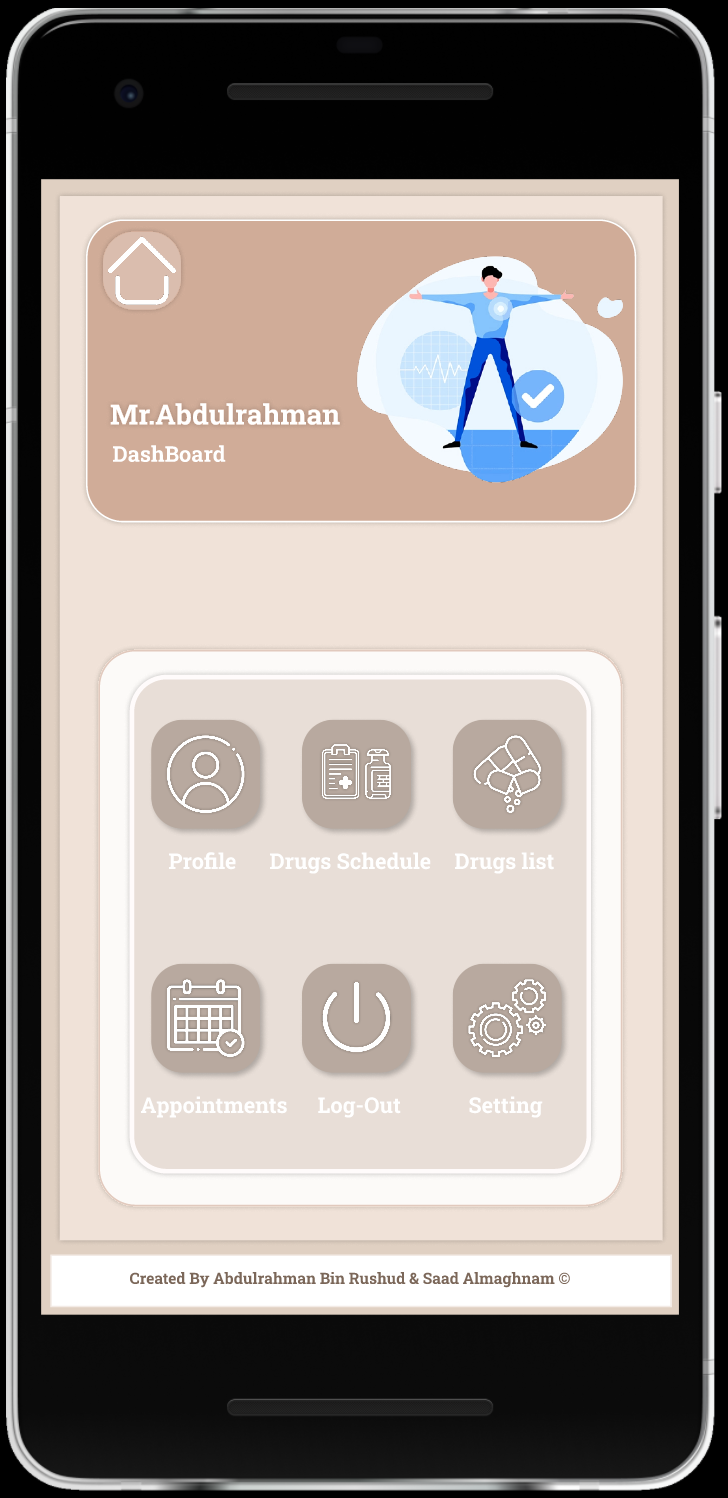 Mr.Abdulrahman
DashBoard
Profile
Drugs Schedule
Drugs list
Appointments
Log-Out
Setting
Created By Abdulrahman Bin Rushud & Saad Almaghnam ©